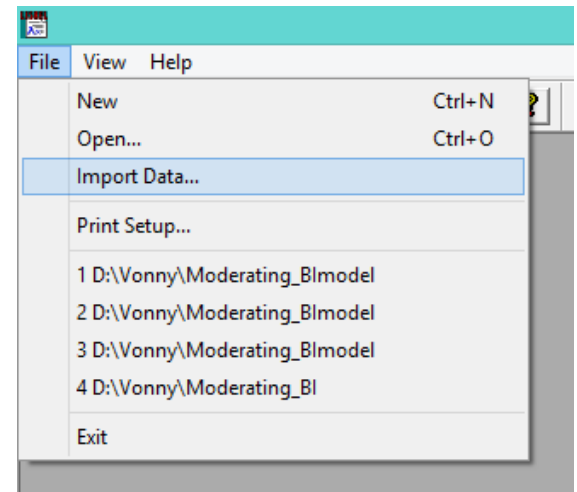 File View Help
New Ctrl+N
Open... Ctrl+O
Import Data...
Print Setup...
1 D:\Vonny\Moderating_BImodel
2 D:\Vonny\Moderating_BImodel
3 D:\Vonny\Moderating_BImodel
4 D:\Vonny\Moderating_BI
Exit